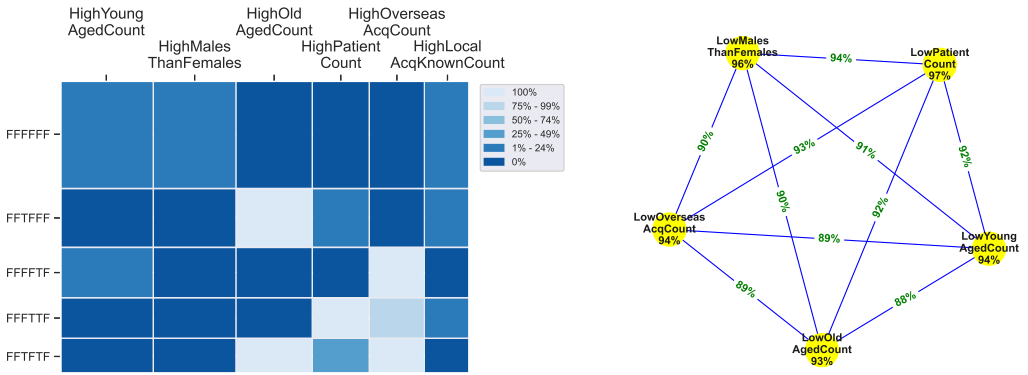 HighYoung
AgedCount
HighOld
AgedCount
HighOverseas
AcqCount
HighMales
ThanFemales
HighPatient
Count
HighLocal
AcqKnownCount
FFFFFF
FFTFFF
FFFFTF
FFFTTF
FFTFTF
100%
75% - 99%
50% - 74%
25% - 49%
1% - 24%
0%
LowMales
ThanFemales
96%
94%
LowPatient
Count
97%
90%
93%
91%
92%
90%
92%
LowOverseas
AcqCount
94%
89%
LowYoung
AgedCount
94%
89%
88%
LowOld
AgedCount
93%